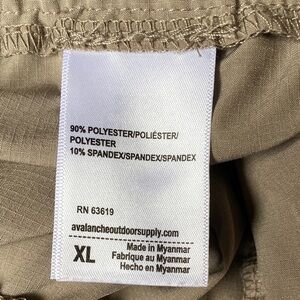 90% POLYESTER/POLIÉSTER/
POLYESTER
10% SPANDEX/SPANDEX/SPANDEX
RN 63619
avalancheoutdoorsupply.com
XL
Made in Myanmar
Fabrique au Myanmar
Hecho en Myanmar